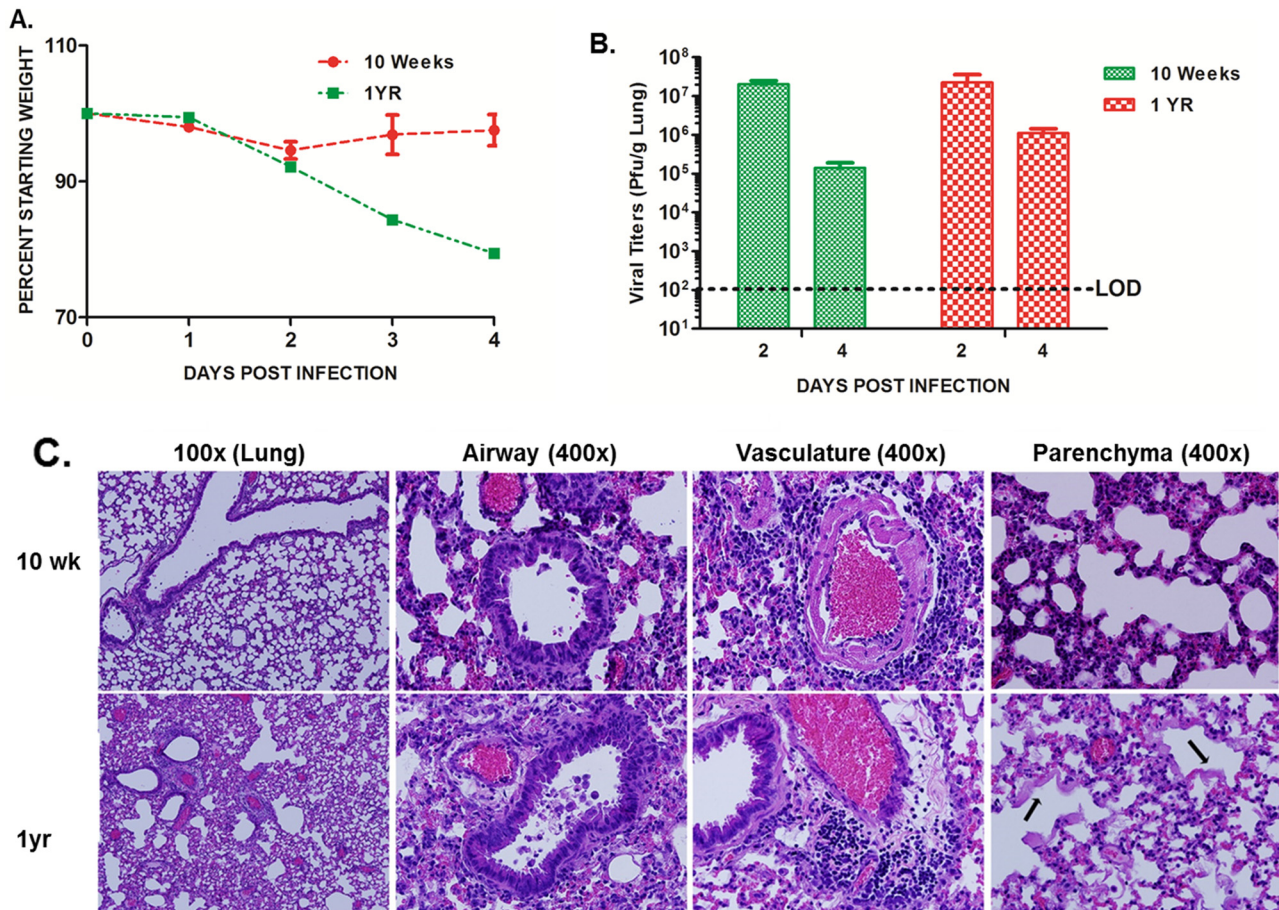 A.
110
90
70
PERCENT STARTING WEIGHT
10 Weeks
1YR
0 1 2 3 4
DAYS POST INFECTION
B.
10⁸
10⁷
10⁶
10⁵
10⁴
10³
10²
10¹
Viral Titers (Pfu/g Lung)
10 Weeks
1 YR
LOD
2 4 2 4
DAYS POST INFECTION
C.
100x (Lung) Airway (400x) Vasculature (400x) Parenchyma (400x)
10 wk
1yr